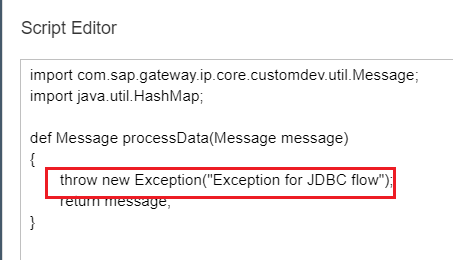 Script Editor
import com.sap.gateway.ip.core.customdev.util.Message;
import java.util.HashMap;
def Message processData(Message message)
{
throw new Exception("Exception for JDBC flow");
return message;
}